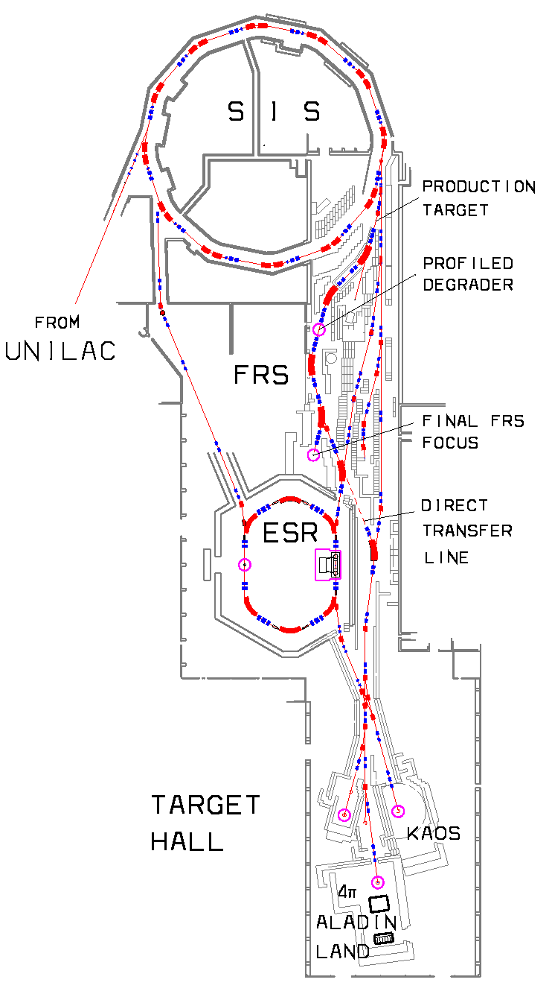 SIS
PRODUCTION
TARGET
PROFILED
DEGRADER
FROM
UNILAC
FRS
FINAL FRS
FOCUS
ESR
DIRECT
TRANSFER
LINE
TARGET
HALL
KAOS
4π
ALADIN
LAND